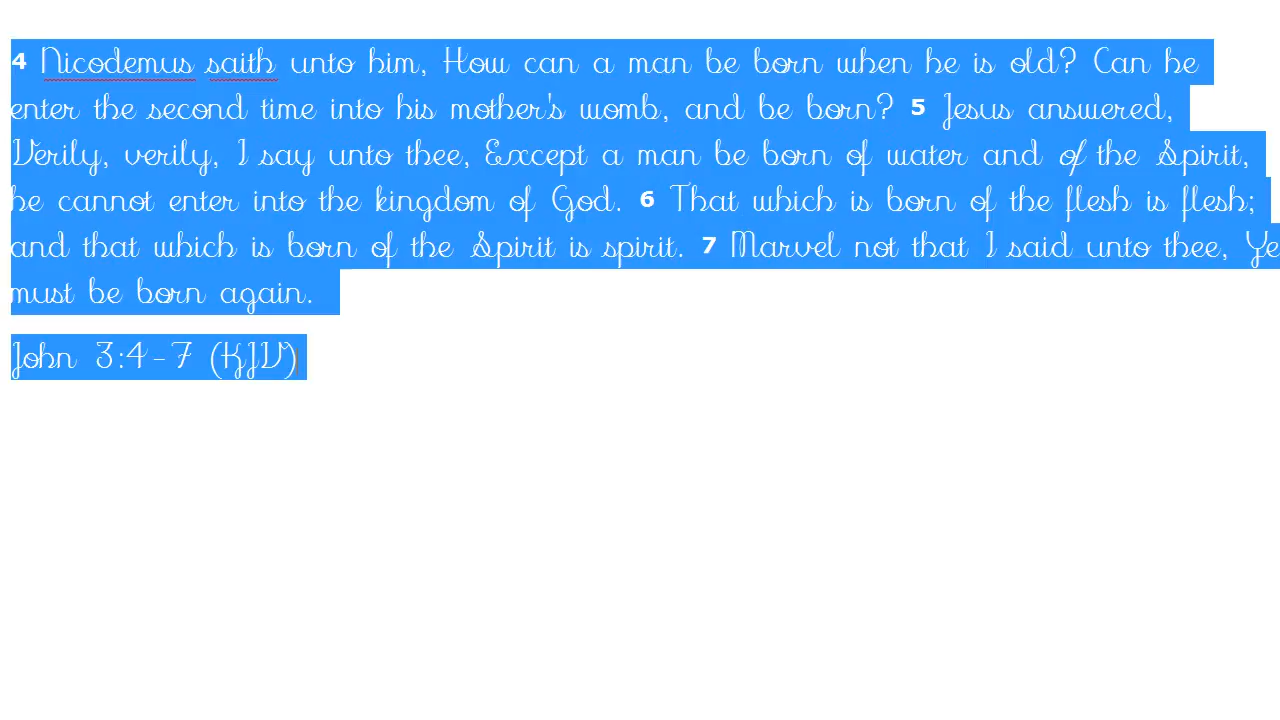 4 Nicodemus saith unto him, How can a man be born when he is old? Can he
enter the second time into his mother's womb, and be born? 5 Jesus answered,
Verily, verily, I say unto thee, Except a man be born of water and of the Spirit,
he cannot enter into the kingdom of God. 6 That which is born of the flesh is flesh;
and that which is born of the Spirit is spirit. 7 Marvel not that I said unto thee, Ye
must be born again.
John 3:4-7 (KJV)